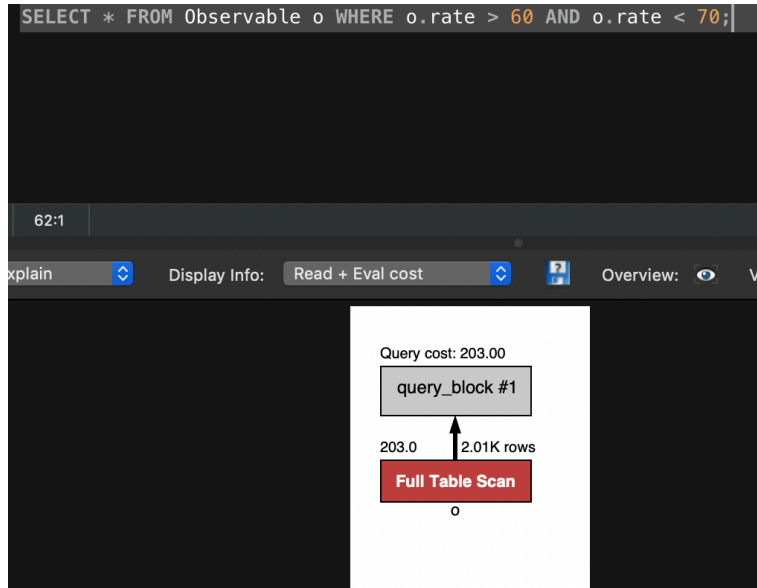 SELECT * FROM Observable o WHERE o.rate > 60 AND o.rate < 70;
62:1
xplain
Display Info: Read + Eval cost
Overview:
V
Query cost: 203.00
query_block #1
203.0 2.01K rows
Full Table Scan
o